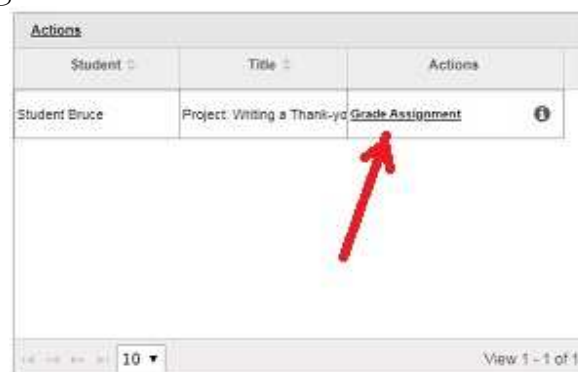 Actions
Student Title Actions
Student Bruce Project: Writing a Thank-yo Grade Assignment
10 View 1 - 1 of 1